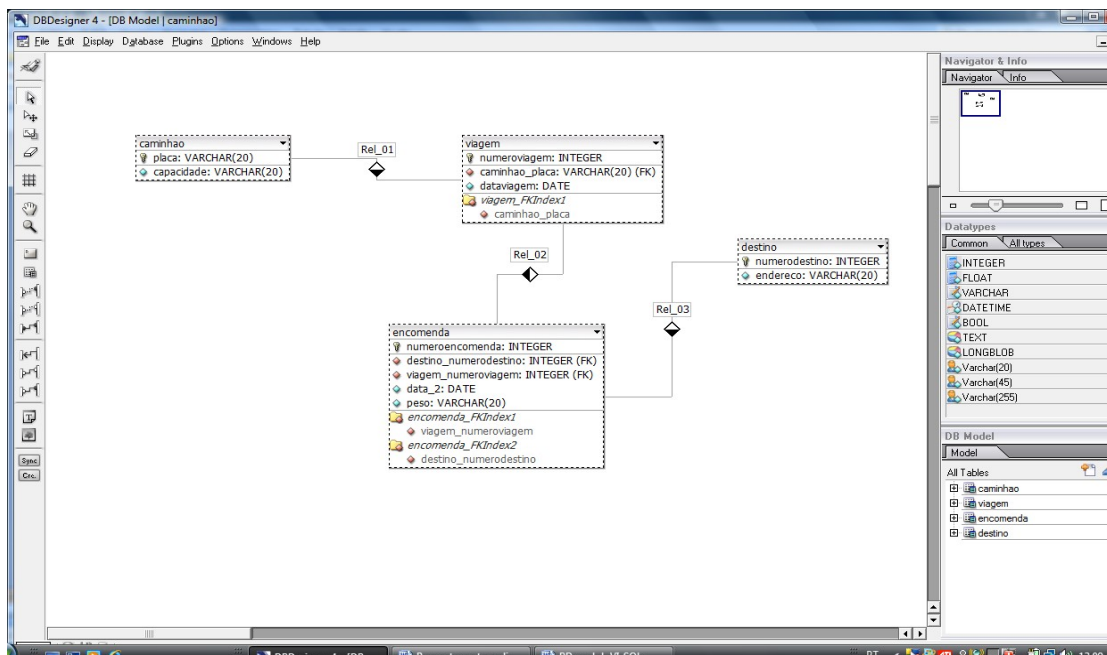 DBDesigner 4 - [DB Model | caminhao]
File Edit Display Database Plugins Options Windows Help
Navigator & Info
Navigator Info
caminhao
placa: VARCHAR(20)
capacidade: VARCHAR(20)
Rel_01
viagem
numeroviagem: INTEGER
caminhao_placa: VARCHAR(20) (FK)
dataviagem: DATE
viagem_FKIndex1
caminhao_placa
Rel_02
destino
numerodestino: INTEGER
endereco: VARCHAR(20)
Rel_03
encomenda
numeroencomenda: INTEGER
destino_numerodestino: INTEGER (FK)
viagem_numeroviagem: INTEGER (FK)
data_2: DATE
peso: VARCHAR(20)
encomenda_FKIndex1
viagem_numeroviagem
encomenda_FKIndex2
destino_numerodestino
Datatypes
Common All types
INTEGER
FLOAT
VARCHAR
DATETIME
BOOL
TEXT
LONGBLOB
Varchar(20)
Varchar(45)
Varchar(255)
DB Model
Model
All Tables
caminhao
viagem
encomenda
destino
Sync
PT